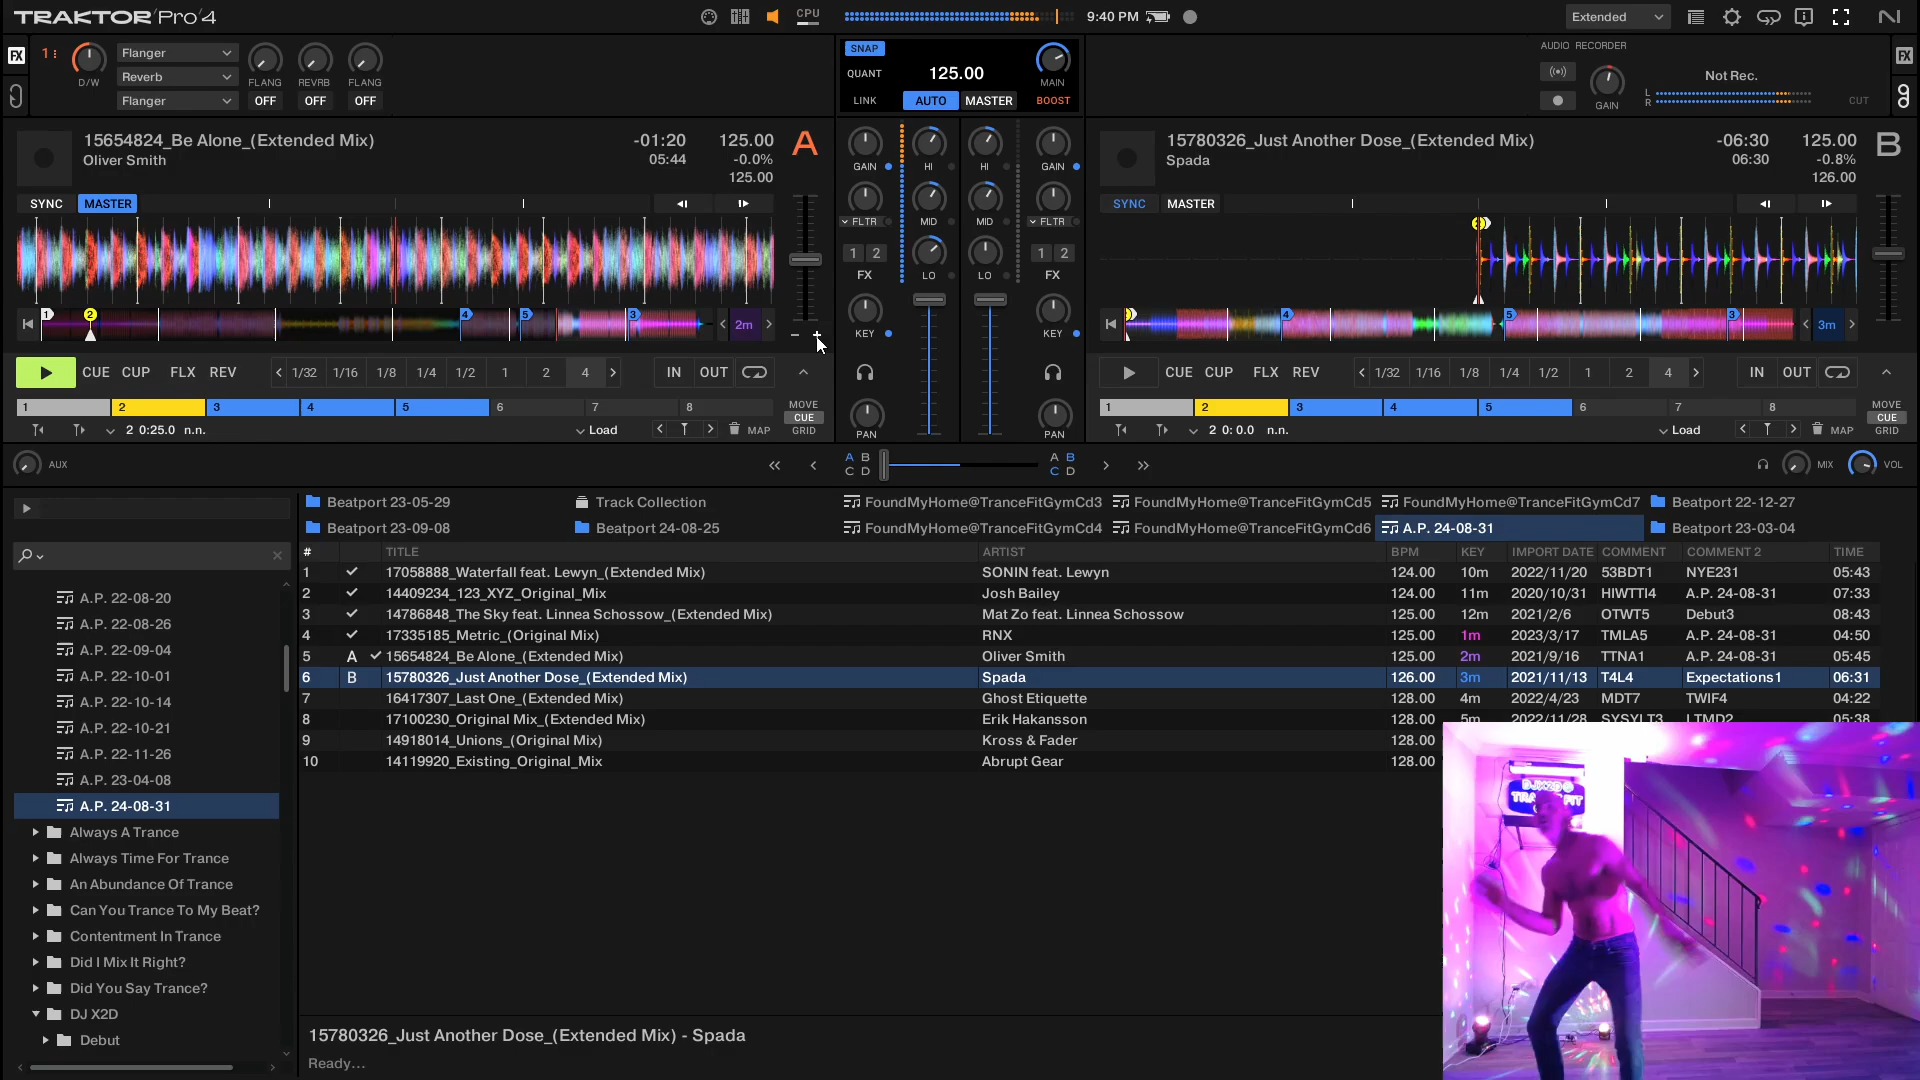 TRAKTOR Pro 4
CPU
9:40 PM
Extended
FX
1
D/W
Flanger
Reverb
Flanger
FLANG
REVRB
FLANG
OFF
OFF
OFF
SNAP
QUANT
125.00
MAIN
LINK
AUTO
MASTER
BOOST
AUDIO RECORDER
GAIN
Not Rec.
L
R
CUT
FX
15654824_Be Alone_(Extended Mix)
Oliver Smith
-01:20
05:44
125.00
-0.0%
125.00
A
SYNC
MASTER
1
2
3
4
5
2m
CUE
CUP
FLX
REV
1/32
1/16
1/8
1/4
1/2
1
2
4
IN
OUT
1
2
3
4
5
6
7
8
MOVE
CUE
GRID
2 0:25.0 n.n.
Load
MAP
GAIN
HI
HI
GAIN
FLTR
MID
MID
FLTR
1 2
FX
LO
LO
1 2
FX
KEY
KEY
PAN
PAN
15780326_Just Another Dose_(Extended Mix)
Spada
-06:30
06:30
125.00
-0.8%
126.00
B
SYNC
MASTER
4
5
3
3m
CUE
CUP
FLX
REV
1/32
1/16
1/8
1/4
1/2
1
2
4
IN
OUT
1
2
3
4
5
6
7
8
MOVE
CUE
GRID
2 0: 0.0 n.n.
Load
MAP
AUX
A B
C D
A B
C D
MIX
VOL
Beatport 23-05-29
Track Collection
FoundMyHome@TranceFitGymCd3
FoundMyHome@TranceFitGymCd5
FoundMyHome@TranceFitGymCd7
Beatport 22-12-27
Beatport 23-09-08
Beatport 24-08-25
FoundMyHome@TranceFitGymCd4
FoundMyHome@TranceFitGymCd6
A.P. 24-08-31
Beatport 23-03-04
# TITLE ARTIST BPM KEY IMPORT DATE COMMENT COMMENT 2 TIME
1 17058888_Waterfall feat. Lewyn_(Extended Mix) SONIN feat. Lewyn 124.00 10m 2022/11/20 53BDT1 NYE231 05:43
2 14409234_123_XYZ_Original_Mix Josh Bailey 124.00 11m 2020/10/31 HIWTTI4 A.P. 24-08-31 07:33
3 14786848_The Sky feat. Linnea Schossow_(Extended Mix) Mat Zo feat. Linnea Schossow 125.00 12m 2021/2/6 OTWT5 Debut3 08:43
4 17335185_Metric_(Original Mix) RNX 125.00 1m 2023/3/17 TMLA5 A.P. 24-08-31 04:50
5 A 15654824_Be Alone_(Extended Mix) Oliver Smith 125.00 2m 2021/9/16 TTNA1 A.P. 24-08-31 05:45
6 B 15780326_Just Another Dose_(Extended Mix) Spada 126.00 3m 2021/11/13 T4L4 Expectations1 06:31
7 16417307_Last One_(Extended Mix) Ghost Etiquette 128.00 4m 2022/4/23 MDT7 TWIF4 04:22
8 17100230_Original Mix_(Extended Mix) Erik Hakansson 128.00 5m 2022/11/28 SYSYLT3 LTMD2 05:38
9 14918014_Unions_(Original Mix) Kross & Fader 128.00
10 14119920_Existing_Original_Mix Abrupt Gear 128.00
A.P. 22-08-20
A.P. 22-08-26
A.P. 22-09-04
A.P. 22-10-01
A.P. 22-10-14
A.P. 22-10-21
A.P. 22-11-26
A.P. 23-04-08
A.P. 24-08-31
Always A Trance
Always Time For Trance
An Abundance Of Trance
Can You Trance To My Beat?
Contentment In Trance
Did I Mix It Right?
Did You Say Trance?
DJ X2D
Debut
DJX2D@
TRANCE FIT
15780326_Just Another Dose_(Extended Mix) - Spada
Ready...